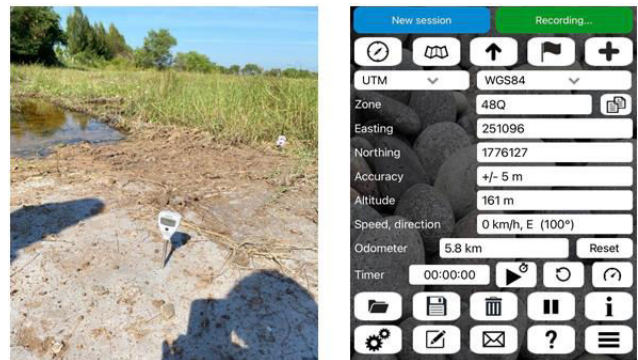 New session Recording...
UTM WGS84
Zone 48Q
Easting 251096
Northing 1776127
Accuracy +/- 5 m
Altitude 161 m
Speed, direction 0 km/h, E (100°)
Odometer 5.8 km Reset
Timer 00:00:00
i
?